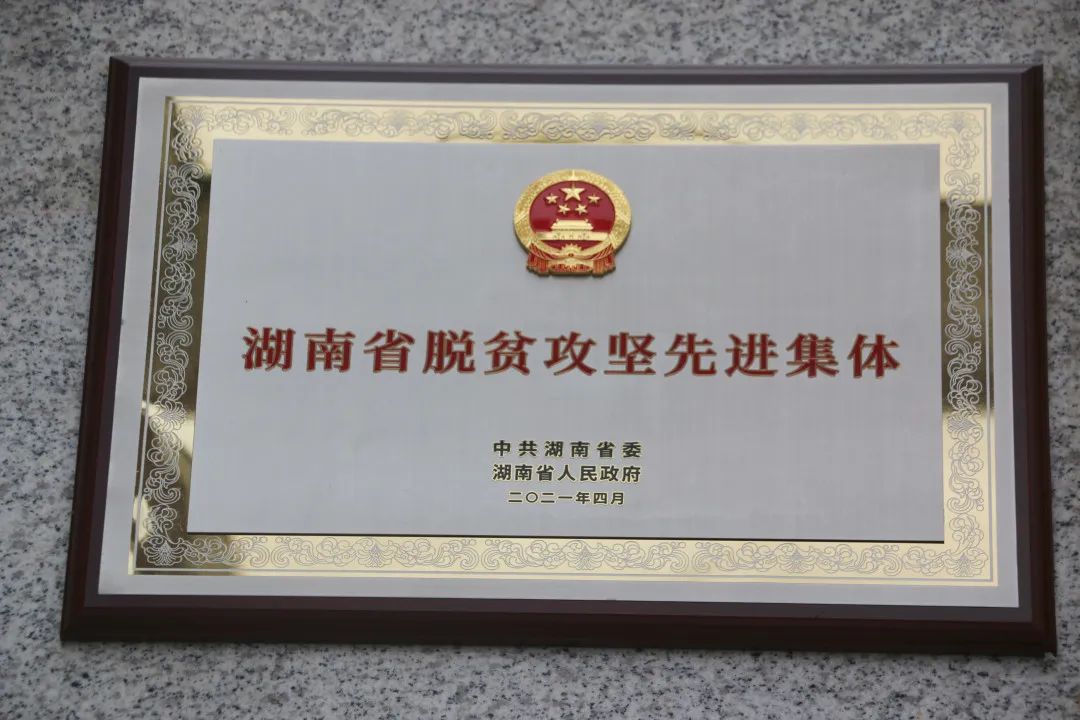 湖南省脱贫攻坚先进集体
中共湖南省委
湖南省人民政府
二〇二一年四月